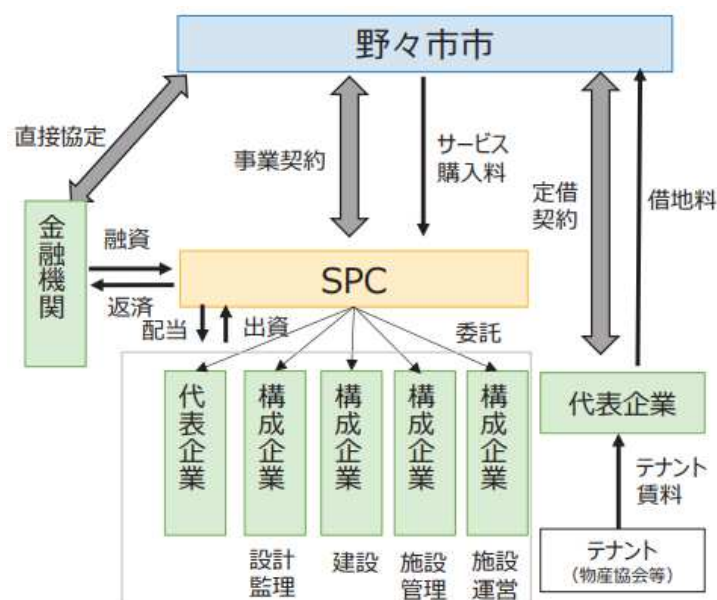 野々市市
直接協定
事業契約
サービス
購入料
定借
契約
借地料
金融機関
融資
返済
SPC
配当
出資
委託
代表企業
構成企業
構成企業
構成企業
構成企業
代表企業
設計
監理
建設
施設
管理
施設
運営
テナント
賃料
テナント
(物産協会等)